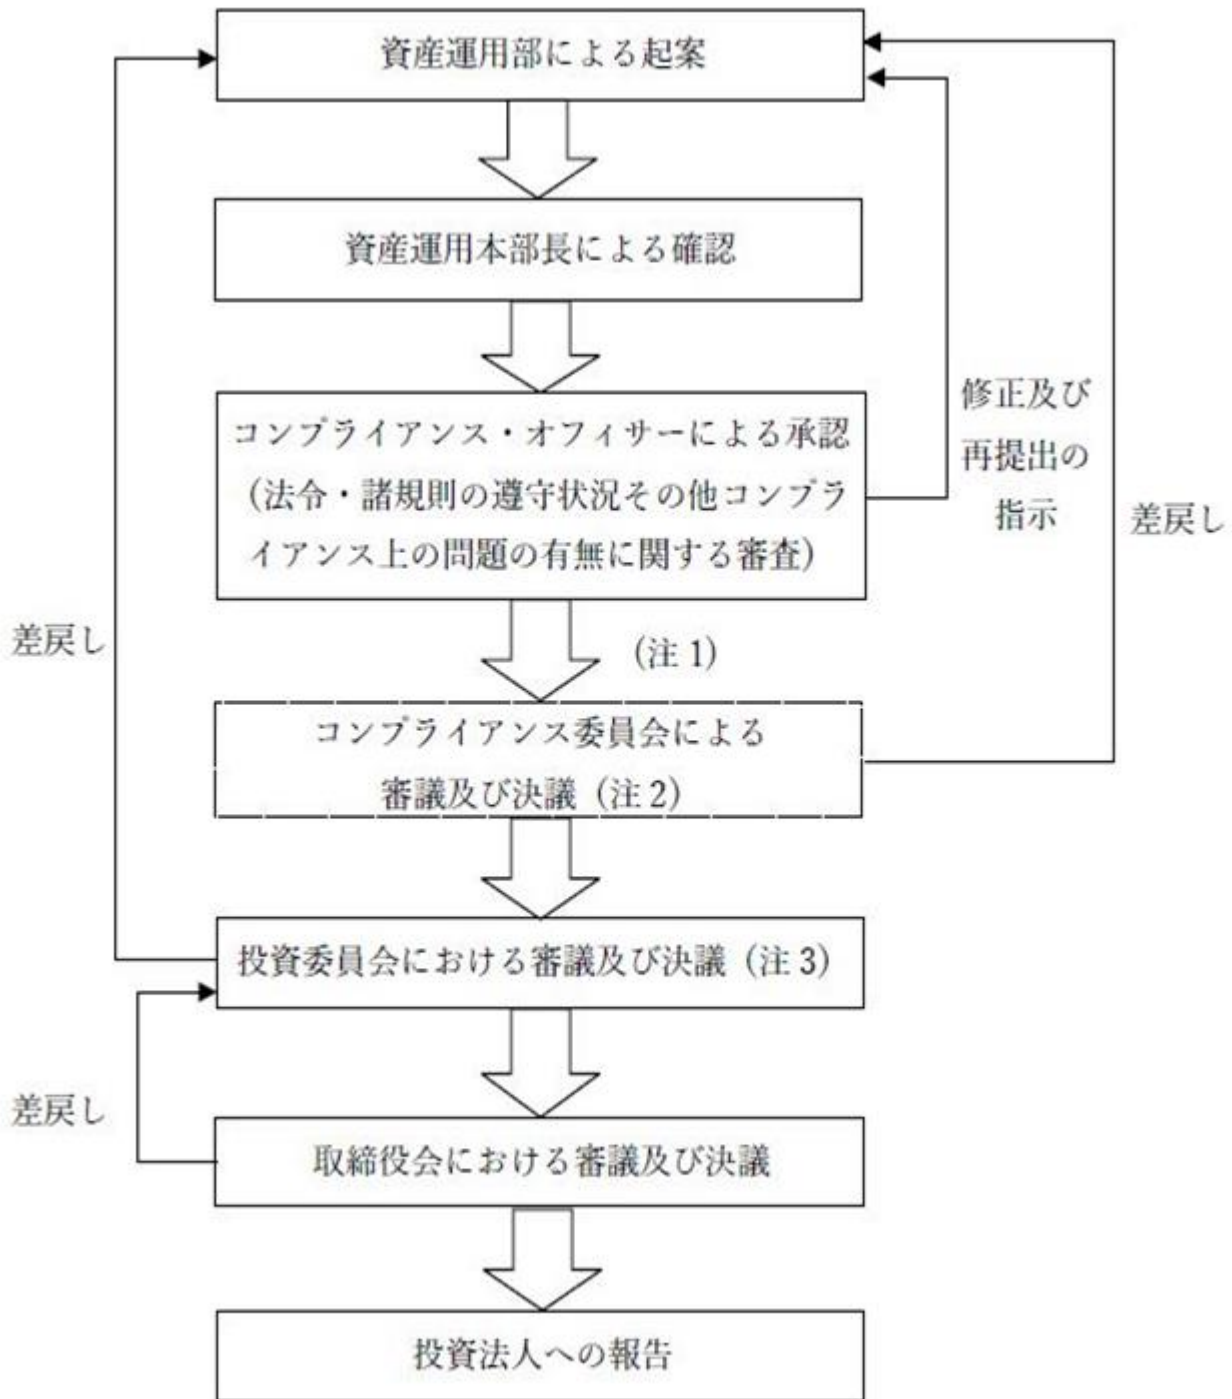 資産運用部による起案
資産運用本部長による確認
コンプライアンス・オフィサーによる承認
（法令・諸規則の遵守状況その他コンプラ
イアンス上の問題の有無に関する審査）
修正及び
再提出の
指示
差戻し
差戻し
（注 1）
コンプライアンス委員会による
審議及び決議（注 2）
投資委員会における審議及び決議（注 3）
差戻し
取締役会における審議及び決議
投資法人への報告